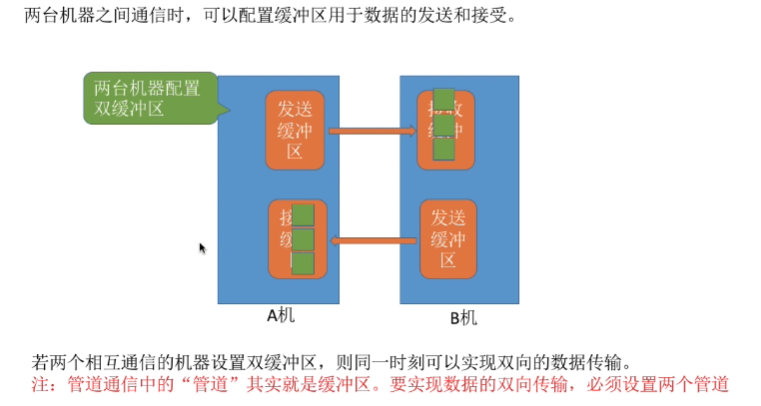 两台机器之间通信时，可以配置缓冲区用于数据的发送和接受。
两台机器配置
双缓冲区
发送
缓冲
区
发送
缓冲
区
A机
B机
若两个相互通信的机器设置双缓冲区，则同一时刻可以实现双向的数据传输。
注：管道通信中的“管道”其实就是缓冲区。要实现数据的双向传输，必须设置两个管道